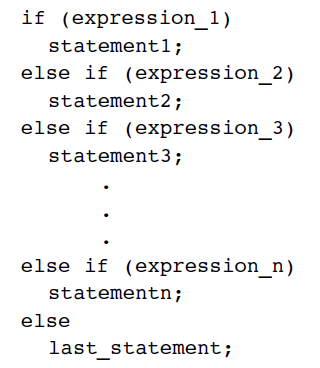 if (expression_1)
statement1;
else if (expression_2)
statement2;
else if (expression_3)
statement3;
.
.
.
else if (expression_n)
statementn;
else
last_statement;